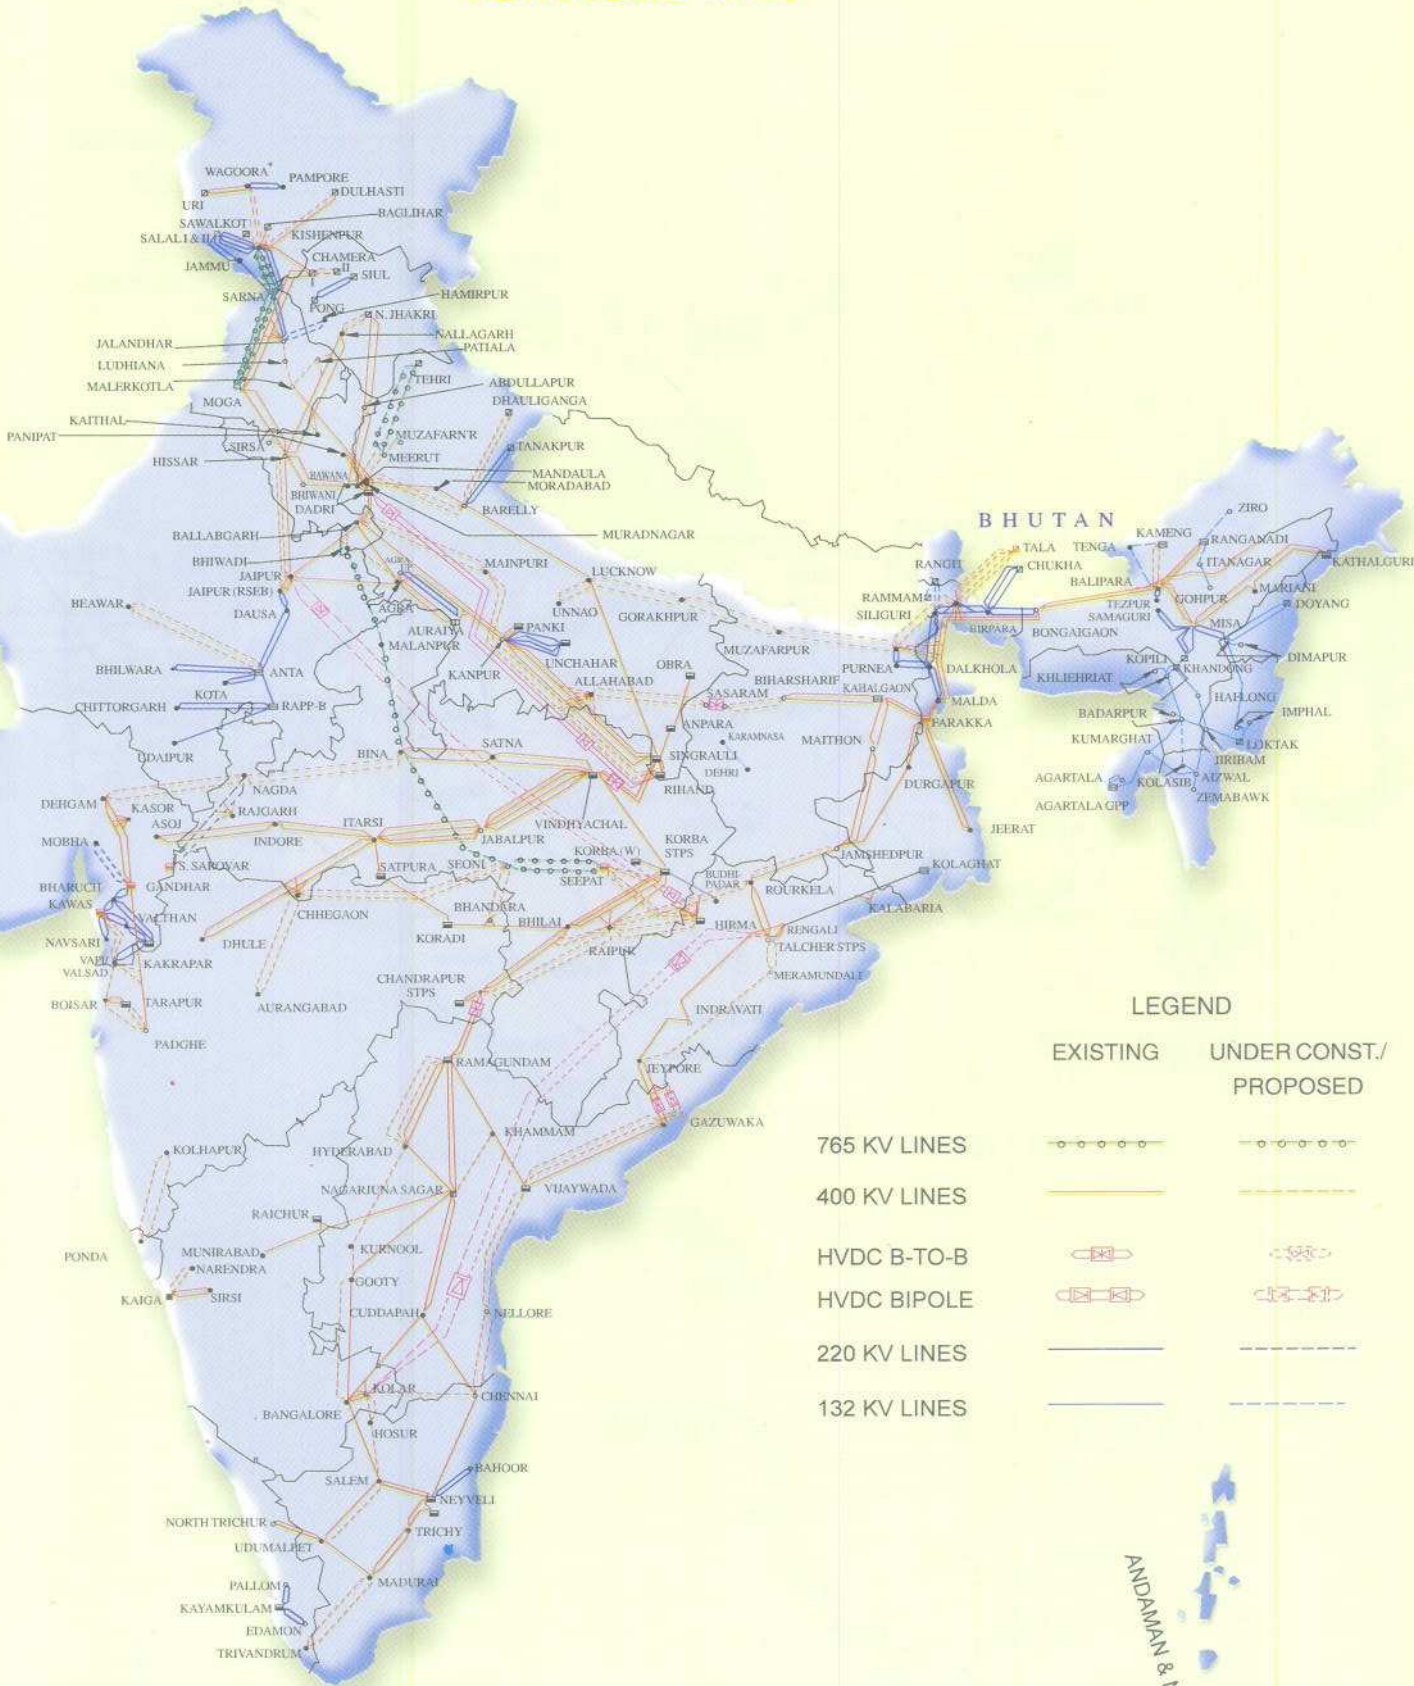 WAGOORA
PAMPORE
URI
DULHASTI
BAGLIHAR
SAWALKOT
SALAL I & II
KISHENPUR
CHAMERA
II
I
SIUL
JAMMU
SARNA
PONG
HAMIRPUR
N. JHAKRI
JALANDHAR
NALLAGARH
PATIALA
LUDHIANA
MALERKOTLA
TEHRI
ABDULLAPUR
DHAULIGANGA
MOGA
KAITHAL
PANIPAT
SIRSA
MUZAFARN'R
MEERUT
TANAKPUR
HISSAR
BAWANA
MANDAULA
MORADABAD
BHIWANI
DADRI
BARELLY
BALLABGARH
MURADNAGAR
BHIWADI
BHUTAN
ZIRO
KAMENG
TENGA
RANGANADI
TALA
CHUKHA
ITANAGAR
KATHALGURI
JAIPUR
JAIPUR (RSEB)
AGRA
MAINPURI
LUCKNOW
RANGIT
BALIPARA
MARIANI
BEAWAR
DAUSA
AGRA
UNNAO
GORAKHPUR
RAMMAM
SILIGURI
TEZPUR
GOHPUR
DOYANG
SAMAGURI
MISA
BIRPARA
BONGAIGAON
AURAIYA
MALANPUR
PANKI
MUZAFARPUR
BHILWARA
ANTA
KANPUR
UNCHAHAR
OBRA
PURNEA
DALKHOLA
KOPILI
KHANDONG
DIMAPUR
KHLIEHRIAT
KOTA
ALLAHABAD
SASARAM
BIHARSHARIF
KAHALGAON
MALDA
HAFLONG
CHITTORGARH
RAPP-B
ANPARA
FARAKKA
BADARPUR
IMPHAL
KARAMNASA
MAITHON
KUMARGHAT
LOKTAK
UDAIPUR
BINA
SATNA
SINGRAULI
DEHRI
JIRIBAM
NAGDA
RIHAND
DURGAPUR
AGARTALA
KOLASIB
AIZWAL
AGARTALA GPP
ZEMABAWK
DEHGAM
KASOR
ASOJ
RAJGARH
INDORE
ITARSI
JABALPUR
VINDHYACHAL
JEERAT
MOBHA
S. SAROVAR
SATPURA
SEONI
KORBA (W)
KORBA
STPS
JAMSHEDPUR
KOLAGHAT
SEEPAT
BUDHI
PADAR
ROURKELA
BHARUCH
GANDHAR
KAWAS
VALTHAN
CHHEGAON
BHANDARA
KALABARIA
NAVSARI
DHULE
KORADI
BHILAI
RAIPUR
HIRMA
RENGALI
TALCHER STPS
VAPI
VALSAD
KAKRAPAR
MERAMUNDALI
CHANDRAPUR
STPS
BOISAR
TARAPUR
AURANGABAD
INDRAVATI
PADGHE
RAMAGUNDAM
JEYPORE
GAZUWAKA
KHAMMAM
HYDERABAD
KOLHAPUR
NAGARJUNA SAGAR
VIJAYWADA
RAICHUR
PONDA
MUNIRABAD
KURNOOL
NARENDRA
GOOTY
KAIGA
SIRSI
CUDDAPAH
NELLORE
KOLAR
CHENNAI
BANGALORE
HOSUR
SALEM
BAHOOR
NEYVELI
NORTH TRICHUR
TRICHY
UDUMALPET
PALLOM
MADURAI
KAYAMKULAM
EDAMON
TRIVANDRUM
LEGEND
EXISTING
UNDER CONST./
PROPOSED
765 KV LINES
400 KV LINES
HVDC B-TO-B
HVDC BIPOLE
220 KV LINES
132 KV LINES
ANDAMAN &